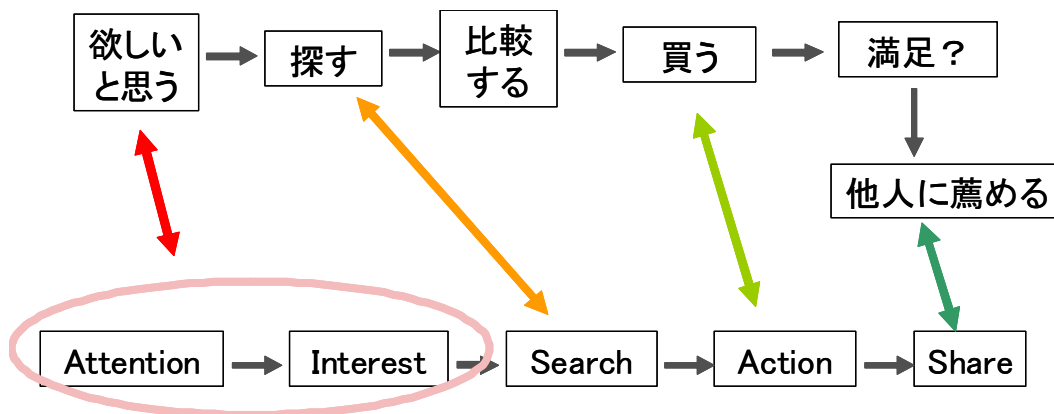 欲しい
と思う
探す
比較
する
買う
満足？
他人に薦める
Attention
Interest
Search
Action
Share